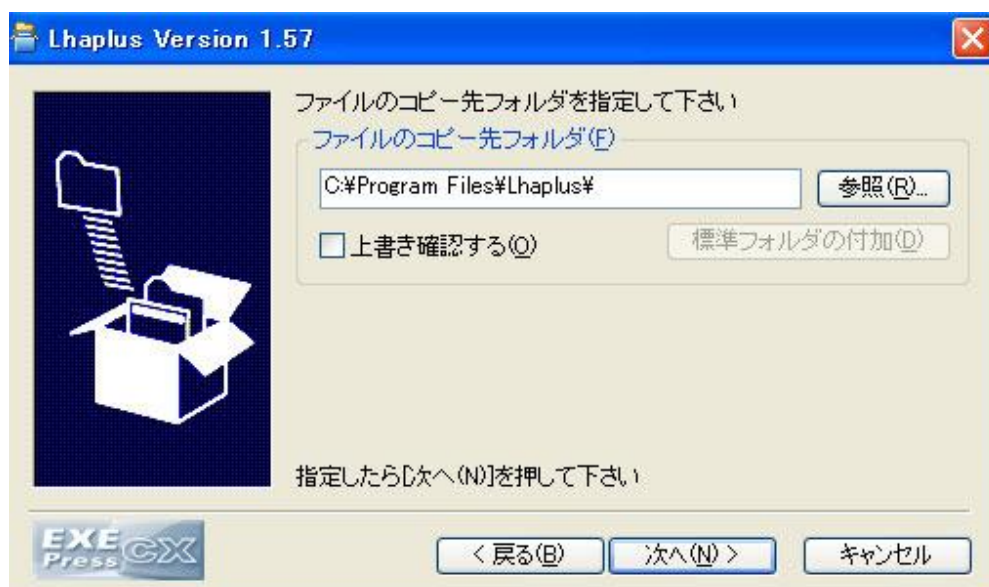 Lhaplus Version 1.57
ファイルのコピー先フォルダを指定して下さい
ファイルのコピー先フォルダ(F)
C:¥Program Files¥Lhaplus¥
参照(R)...
上書き確認する(O)
標準フォルダの付加(D)
指定したら[次へ(N)]を押して下さい
EXE
Press CX
< 戻る(B)
次へ(N) >
キャンセル